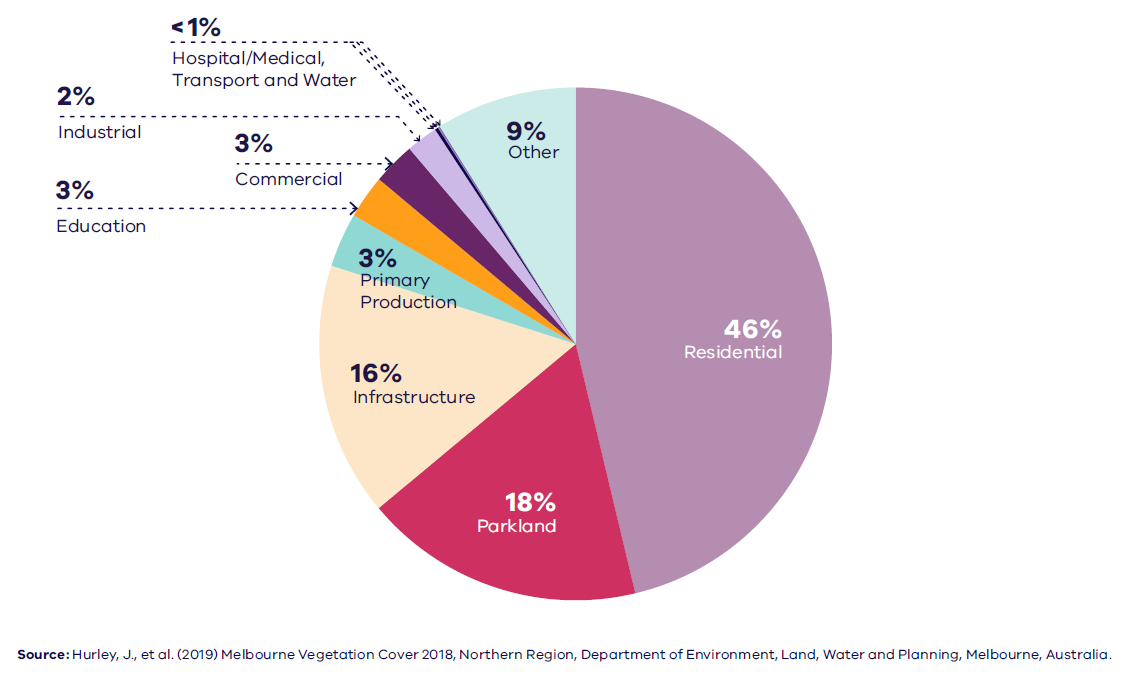 <1%
Hospital/Medical,
Transport and Water
2%
Industrial
3%
Commercial
3%
Education
9%
Other
3%
Primary
Production
46%
Residential
16%
Infrastructure
18%
Parkland
Source: Hurley, J., et al. (2019) Melbourne Vegetation Cover 2018, Northern Region, Department of Environment, Land, Water and Planning, Melbourne, Australia.